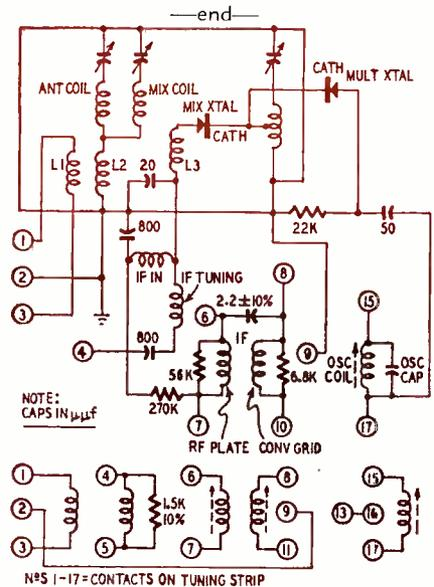 —end—
CATH
MULT XTAL
ANT COIL
MIX COIL
MIX XTAL
CATH
L1
L2
20
L3
22K
50
1
800
2
IF IN
IF TUNING
8
2.2±10%
3
15
6
IF
9
4
800
OSC COIL
OSC CAP
56K
6.8K
NOTE:
CAPS IN μμf
270K
7
10
17
RF PLATE
CONV GRID
1
4
6
8
15
2
1.5K
10%
9
13
16
3
5
7
11
17
NOS 1-17=CONTACTS ON TUNING STRIP